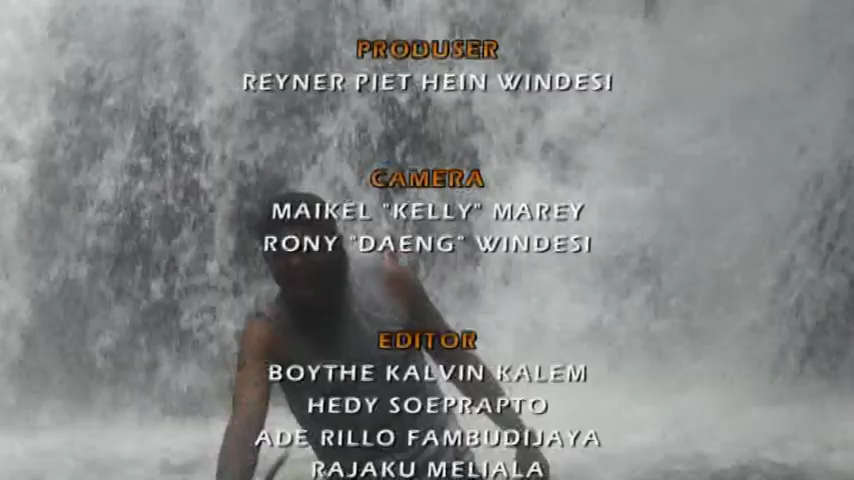 PRODUSER
REYNER PIET HEIN WINDESI
CAMERA
MAIKEL "KELLY" MAREY
RONY "DAENG" WINDESI
EDITOR
BOYTHE KALVIN KALEM
HEDY SOEPRAPTO
ADE RILLO FAMBUDIJAYA
RAJAKU MELIALA